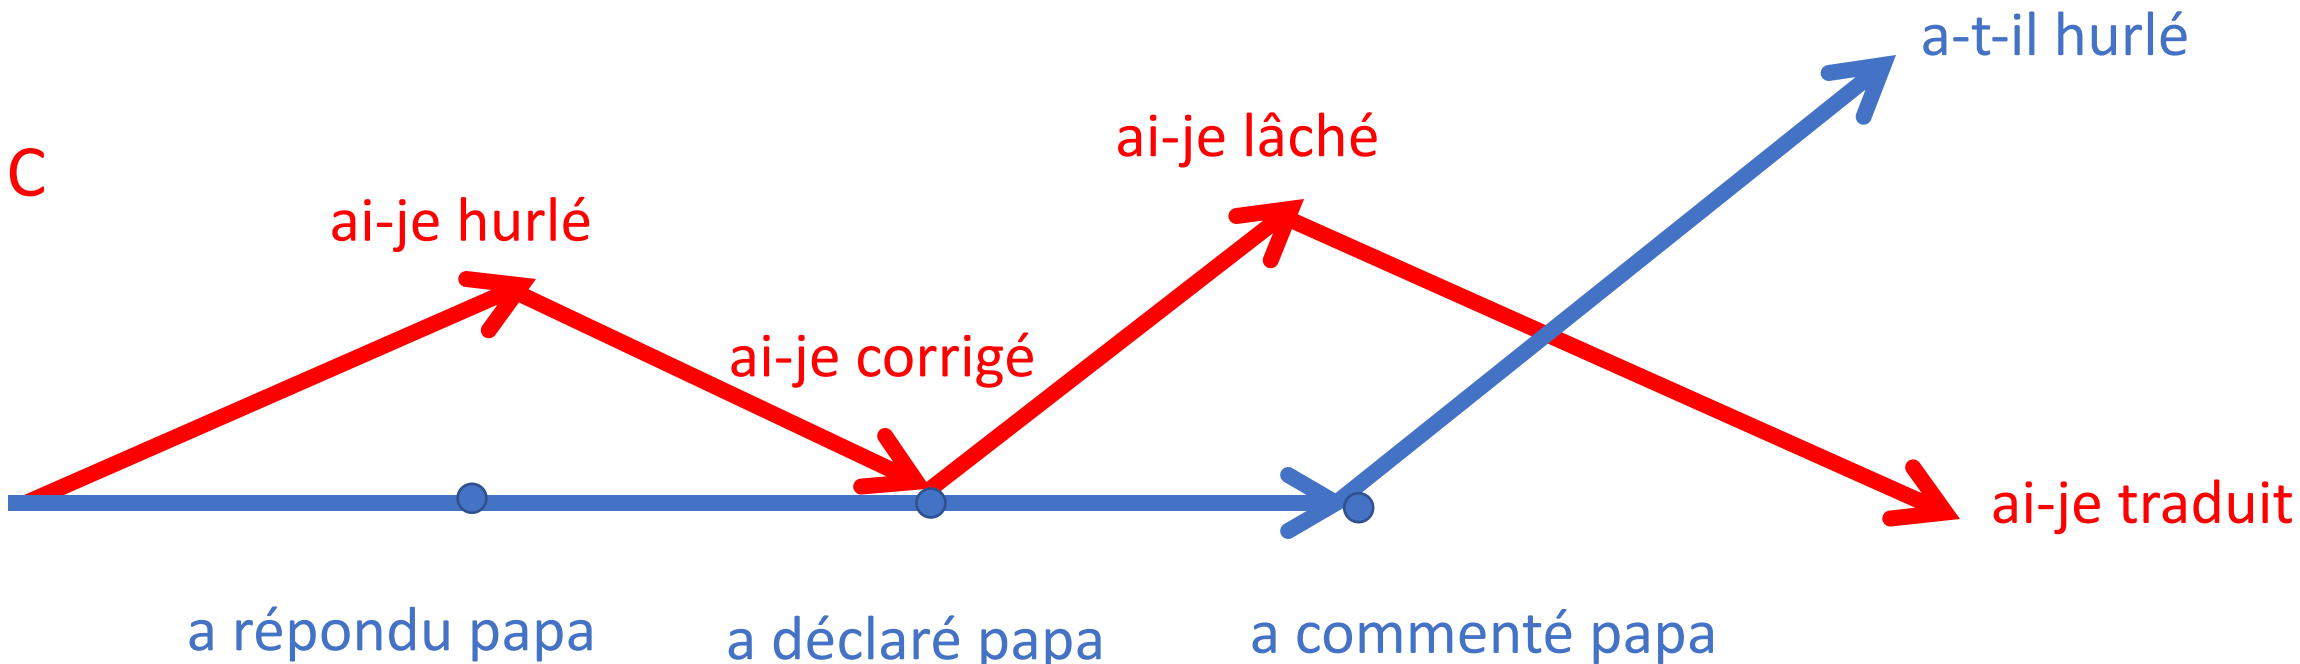 a-t-il hurlé
ai-je lâché
C
ai-je hurlé
ai-je corrigé
ai-je traduit
a répondu papa
a déclaré papa
a commenté papa